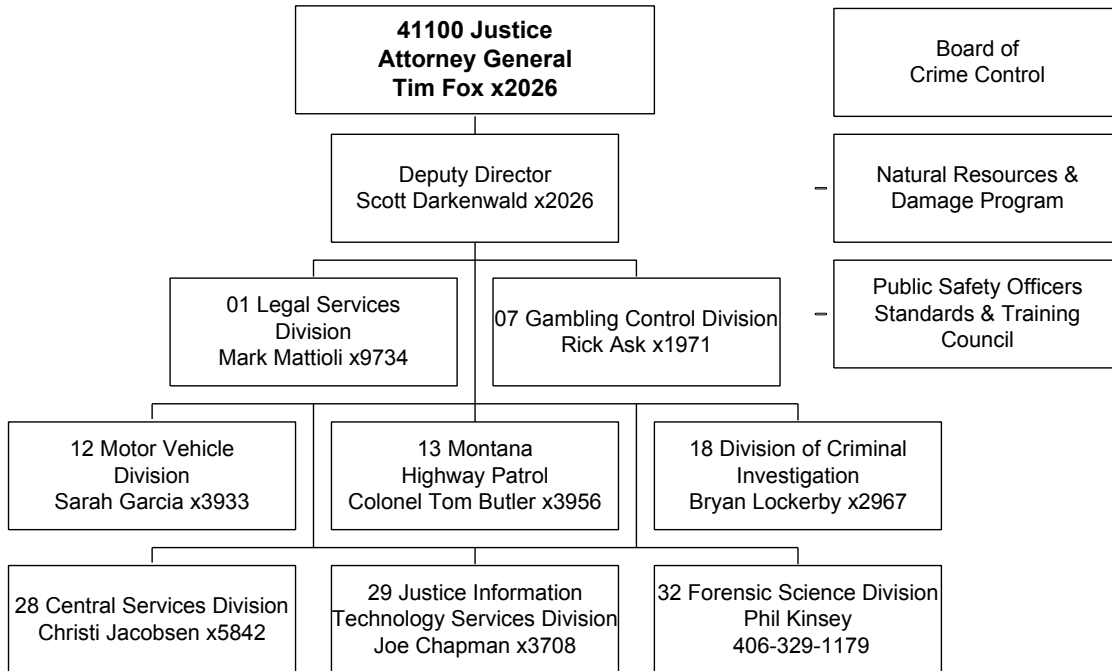 41100 Justice
Attorney General
Tim Fox x2026
Board of
Crime Control
Deputy Director
Scott Darkenwald x2026
Natural Resources &
Damage Program
01 Legal Services
Division
Mark Mattioli x9734
07 Gambling Control Division
Rick Ask x1971
Public Safety Officers
Standards & Training
Council
12 Motor Vehicle
Division
Sarah Garcia x3933
13 Montana
Highway Patrol
Colonel Tom Butler x3956
18 Division of Criminal
Investigation
Bryan Lockerby x2967
28 Central Services Division
Christi Jacobsen x5842
29 Justice Information
Technology Services Division
Joe Chapman x3708
32 Forensic Science Division
Phil Kinsey
406-329-1179